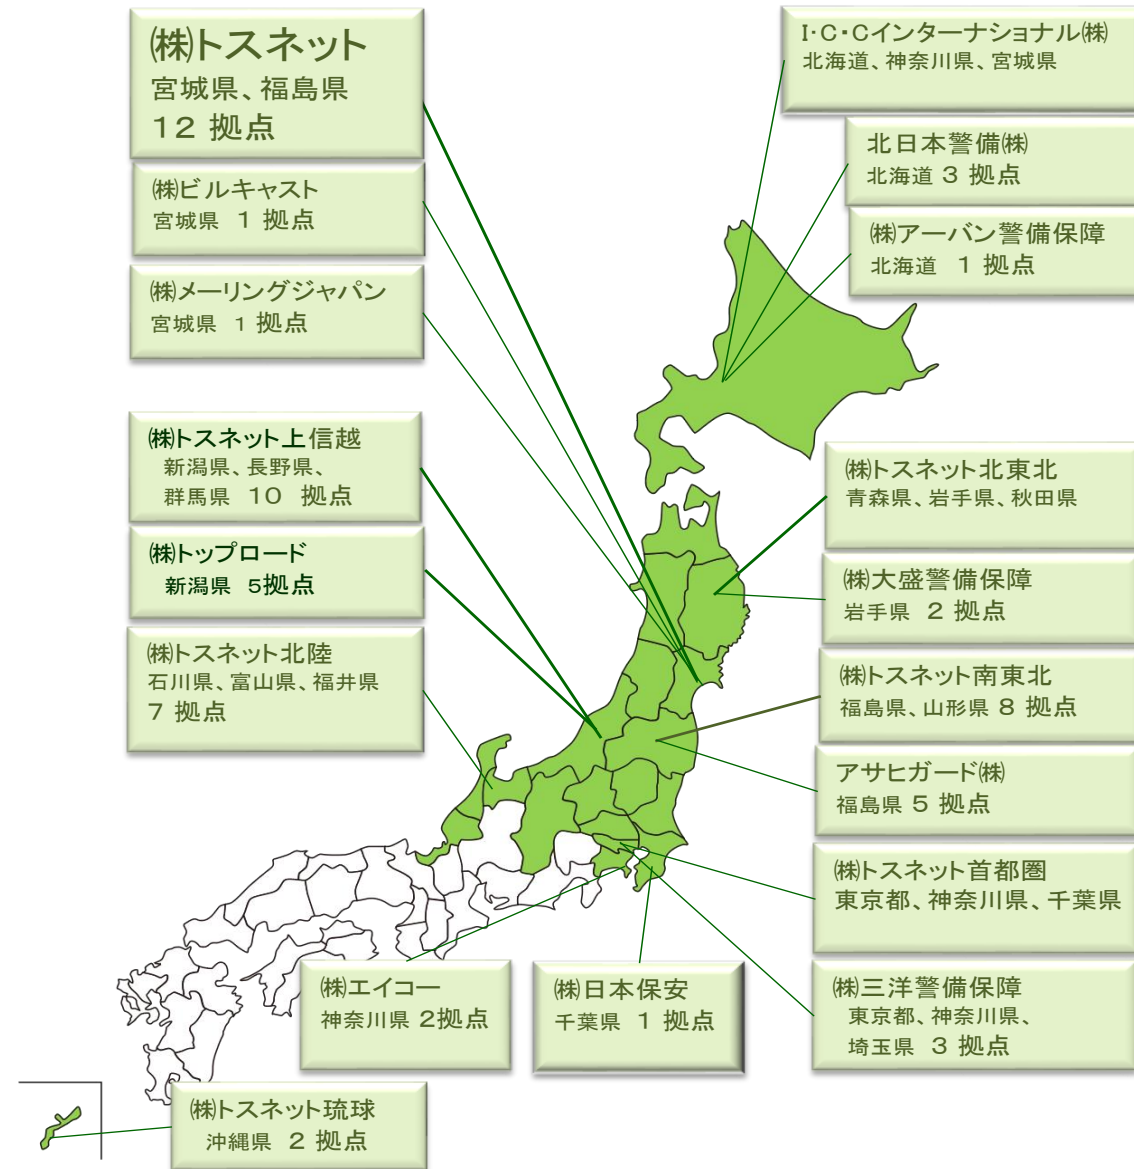 ㈱トスネット
宮城県、福島県
12 拠点
㈱ビルキャスト
宮城県 1 拠点
㈱メーリングジャパン
宮城県 1 拠点
㈱トスネット上信越
新潟県、長野県、
群馬県 10 拠点
㈱トップロード
新潟県 5拠点
㈱トスネット北陸
石川県、富山県、福井県
7 拠点
I・C・Cインターナショナル㈱
北海道、神奈川県、宮城県
北日本警備㈱
北海道 3 拠点
㈱アーバン警備保障
北海道 1 拠点
㈱トスネット北東北
青森県、岩手県、秋田県
㈱大盛警備保障
岩手県 2 拠点
㈱トスネット南東北
福島県、山形県 8 拠点
アサヒガード㈱
福島県 5 拠点
㈱トスネット首都圏
東京都、神奈川県、千葉県
㈱三洋警備保障
東京都、神奈川県、
埼玉県 3 拠点
㈱エイコー
神奈川県 2拠点
㈱日本保安
千葉県 1 拠点
㈱トスネット琉球
沖縄県 2 拠点